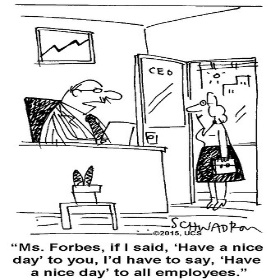 CEO
SCHWADRON
©2015, UCS
“Ms. Forbes, if I said, ‘Have a nice
day’ to you, I’d have to say, ‘Have
a nice day’ to all employees.”